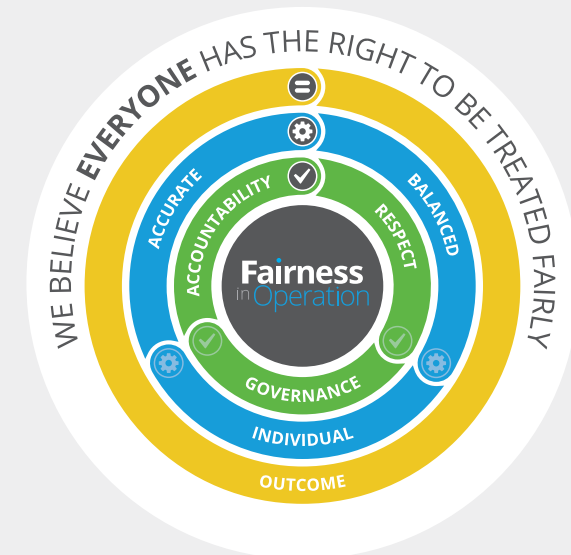 WE BELIEVE EVERYONE HAS THE RIGHT TO BE TREATED FAIRLY
ACCURATE
BALANCED
ACCOUNTABILITY
RESPECT
Fairness
in Operation
GOVERNANCE
INDIVIDUAL
OUTCOME